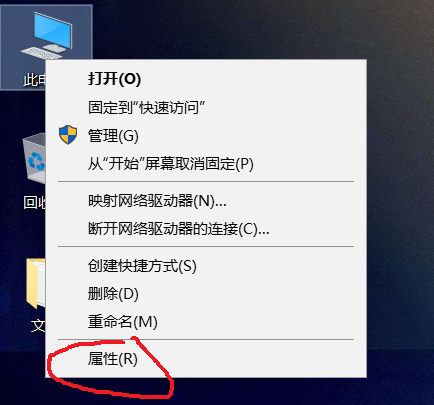 此电
打开(O)
固定到“快速访问”
管理(G)
从“开始”屏幕取消固定(P)
映射网络驱动器(N)...
断开网络驱动器的连接(C)...
回收
创建快捷方式(S)
删除(D)
重命名(M)
文
属性(R)